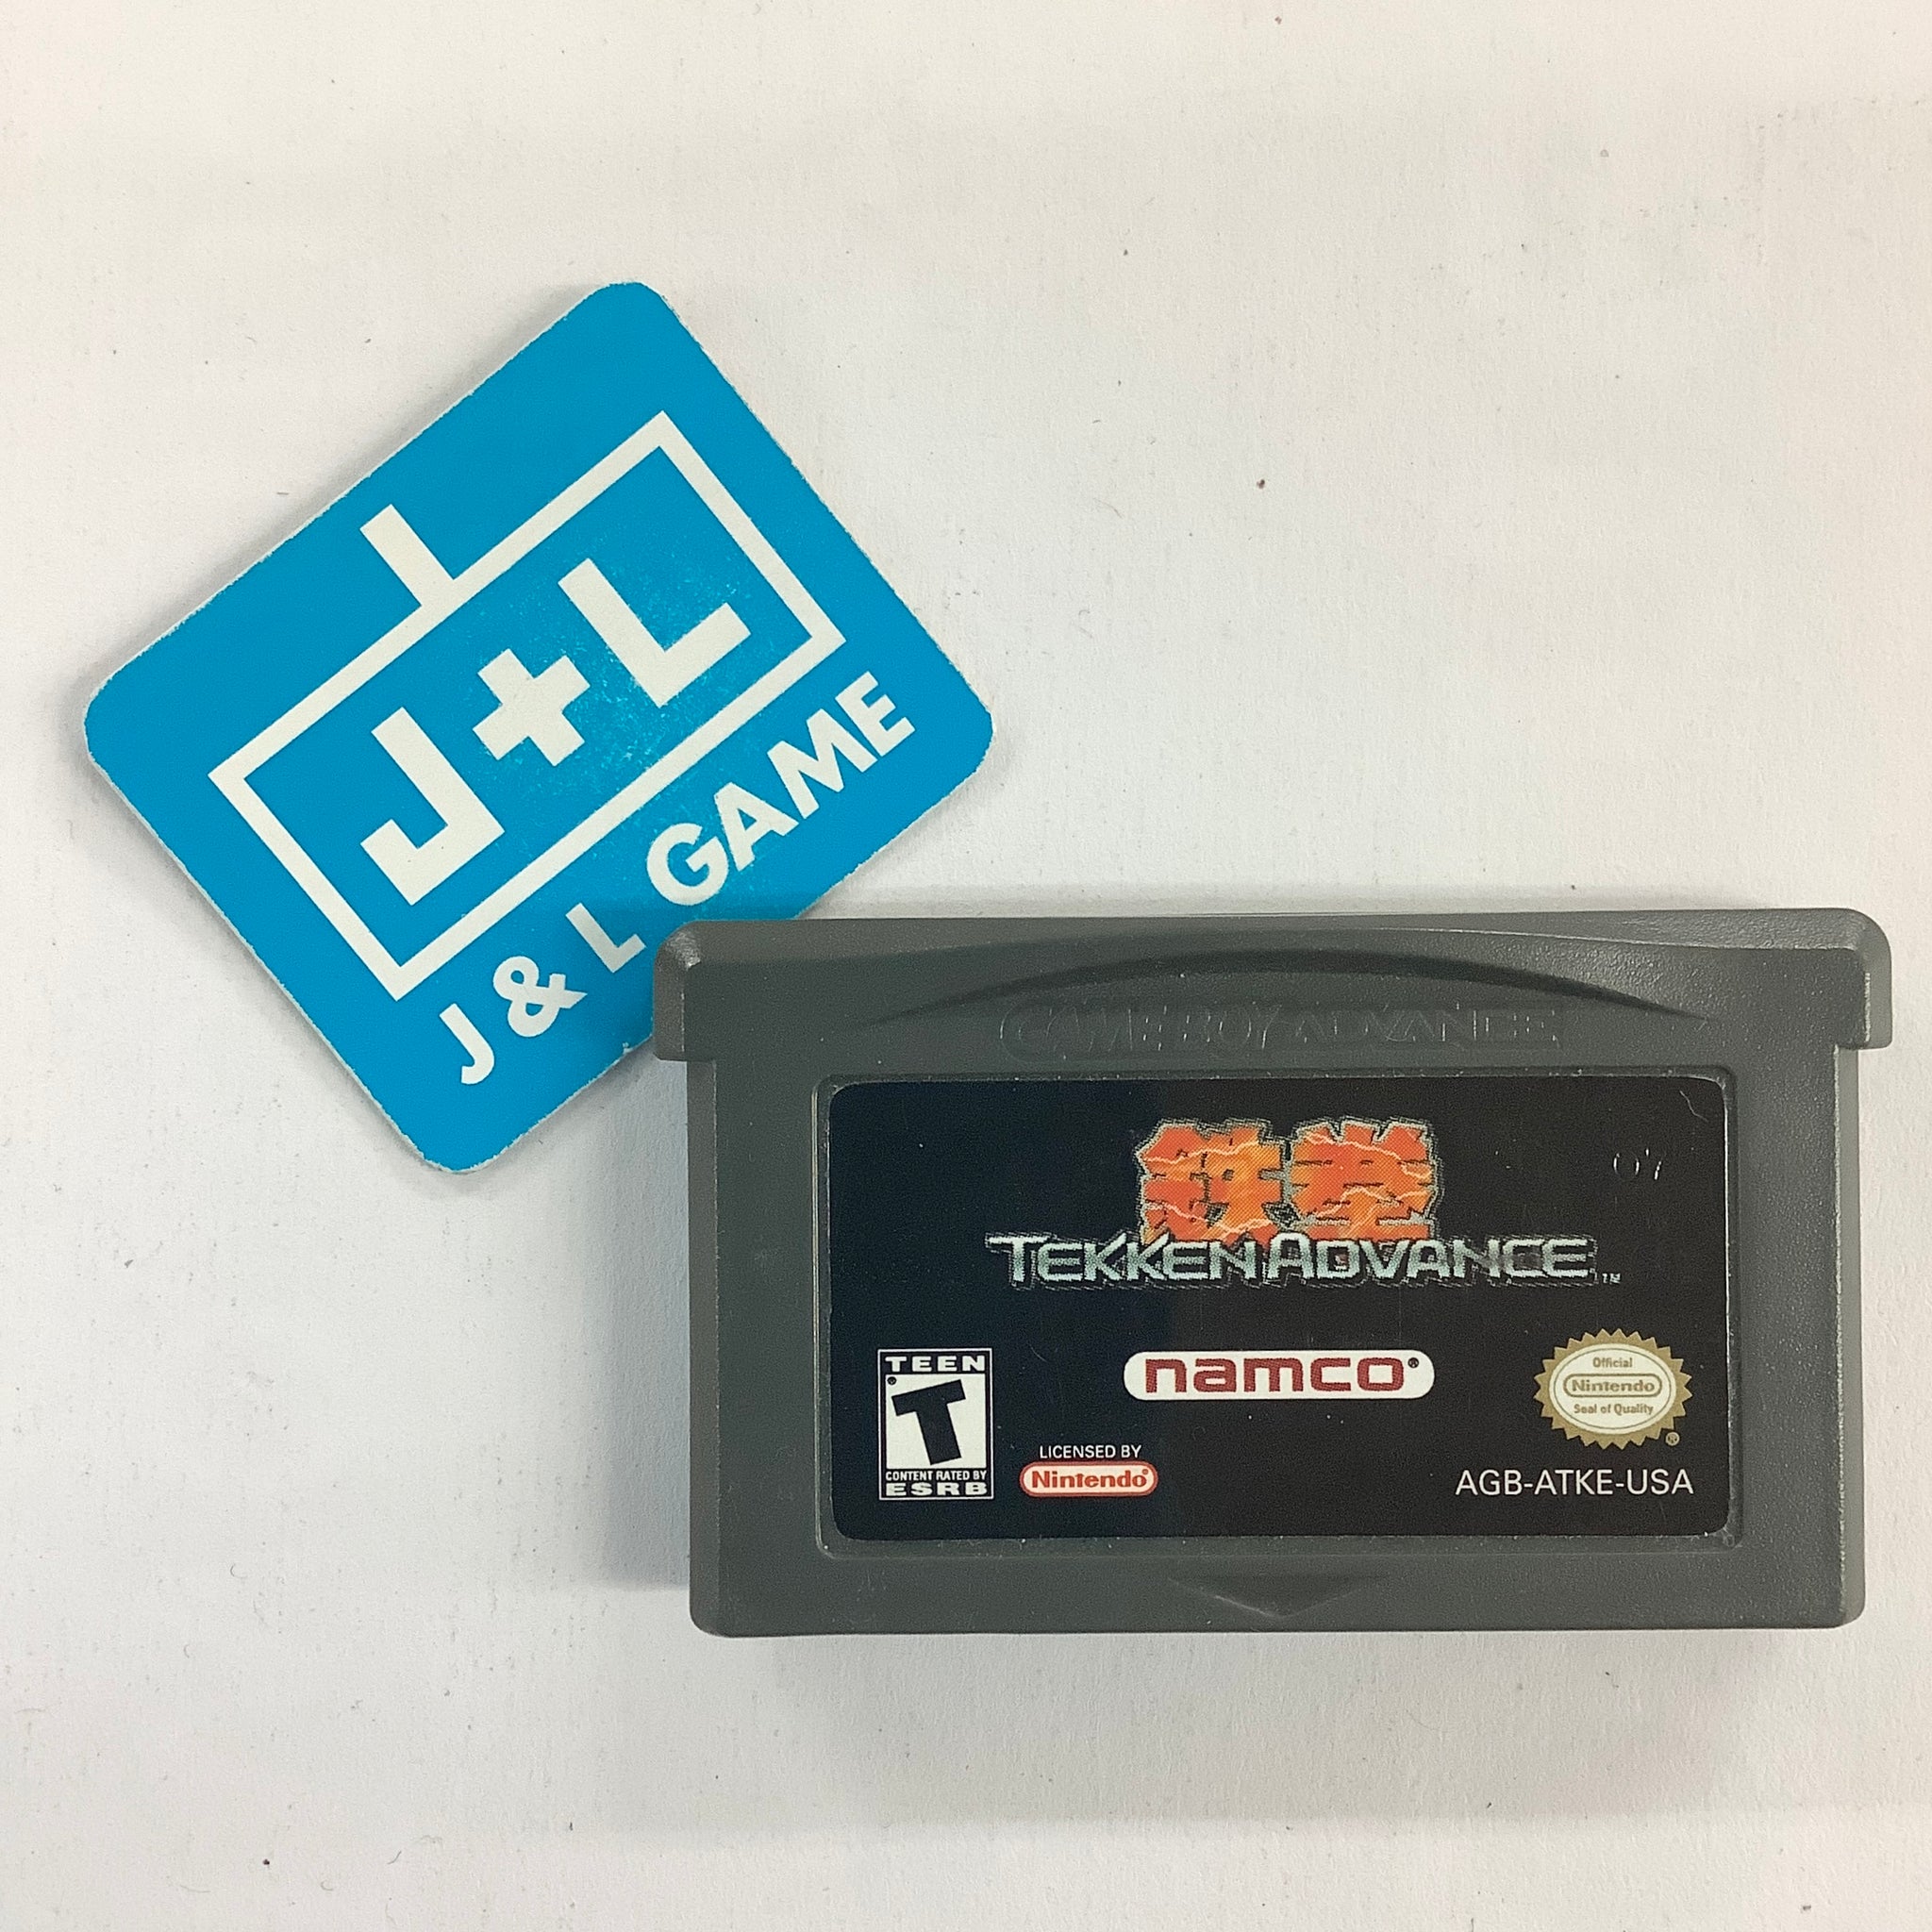 J+L
J & L GAME
GAME BOY ADVANCE
鉄拳
07
TEKKEN ADVANCE™
TEEN
T
CONTENT RATED BY
ESRB
namco®
LICENSED BY
Nintendo®
Official
Nintendo
Seal of Quality
®
AGB-ATKE-USA